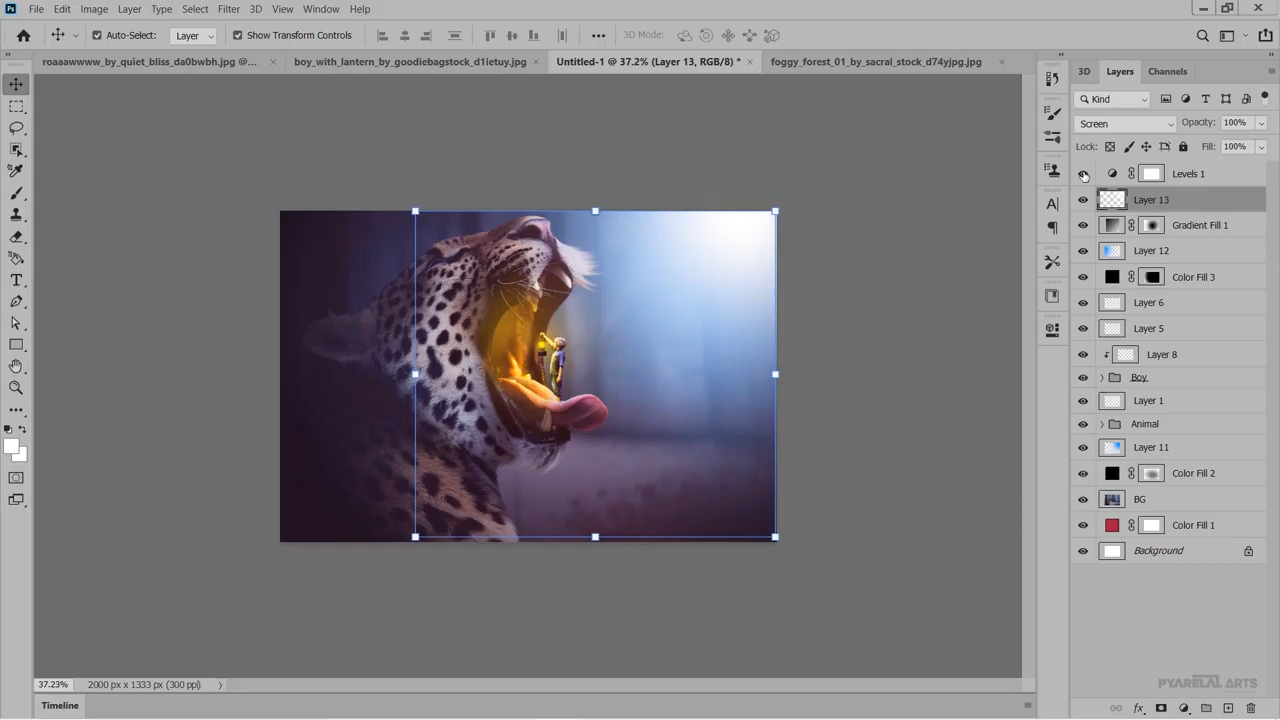 Ps File Edit Image Layer Type Select Filter 3D View Window Help
Auto-Select: Layer Show Transform Controls 3D Mode:
roaaawwww_by_quiet_bliss_da0bwbh.jpg @... × boy_with_lantern_by_goodiebagstock_d1ietuy.jpg × Untitled-1 @ 37.2% (Layer 13, RGB/8) * × foggy_forest_01_by_sacral_stock_d74yjpg.jpg ×
3D Layers Channels
Kind
Screen Opacity: 100%
Lock: Fill: 100%
Levels 1
Layer 13
Gradient Fill 1
Layer 12
Color Fill 3
Layer 6
Layer 5
Layer 8
Boy
Layer 1
Animal
Layer 11
Color Fill 2
BG
Color Fill 1
Background
PYARELAL ARTS
37.23% 2000 px x 1333 px (300 ppi)
Timeline
fx